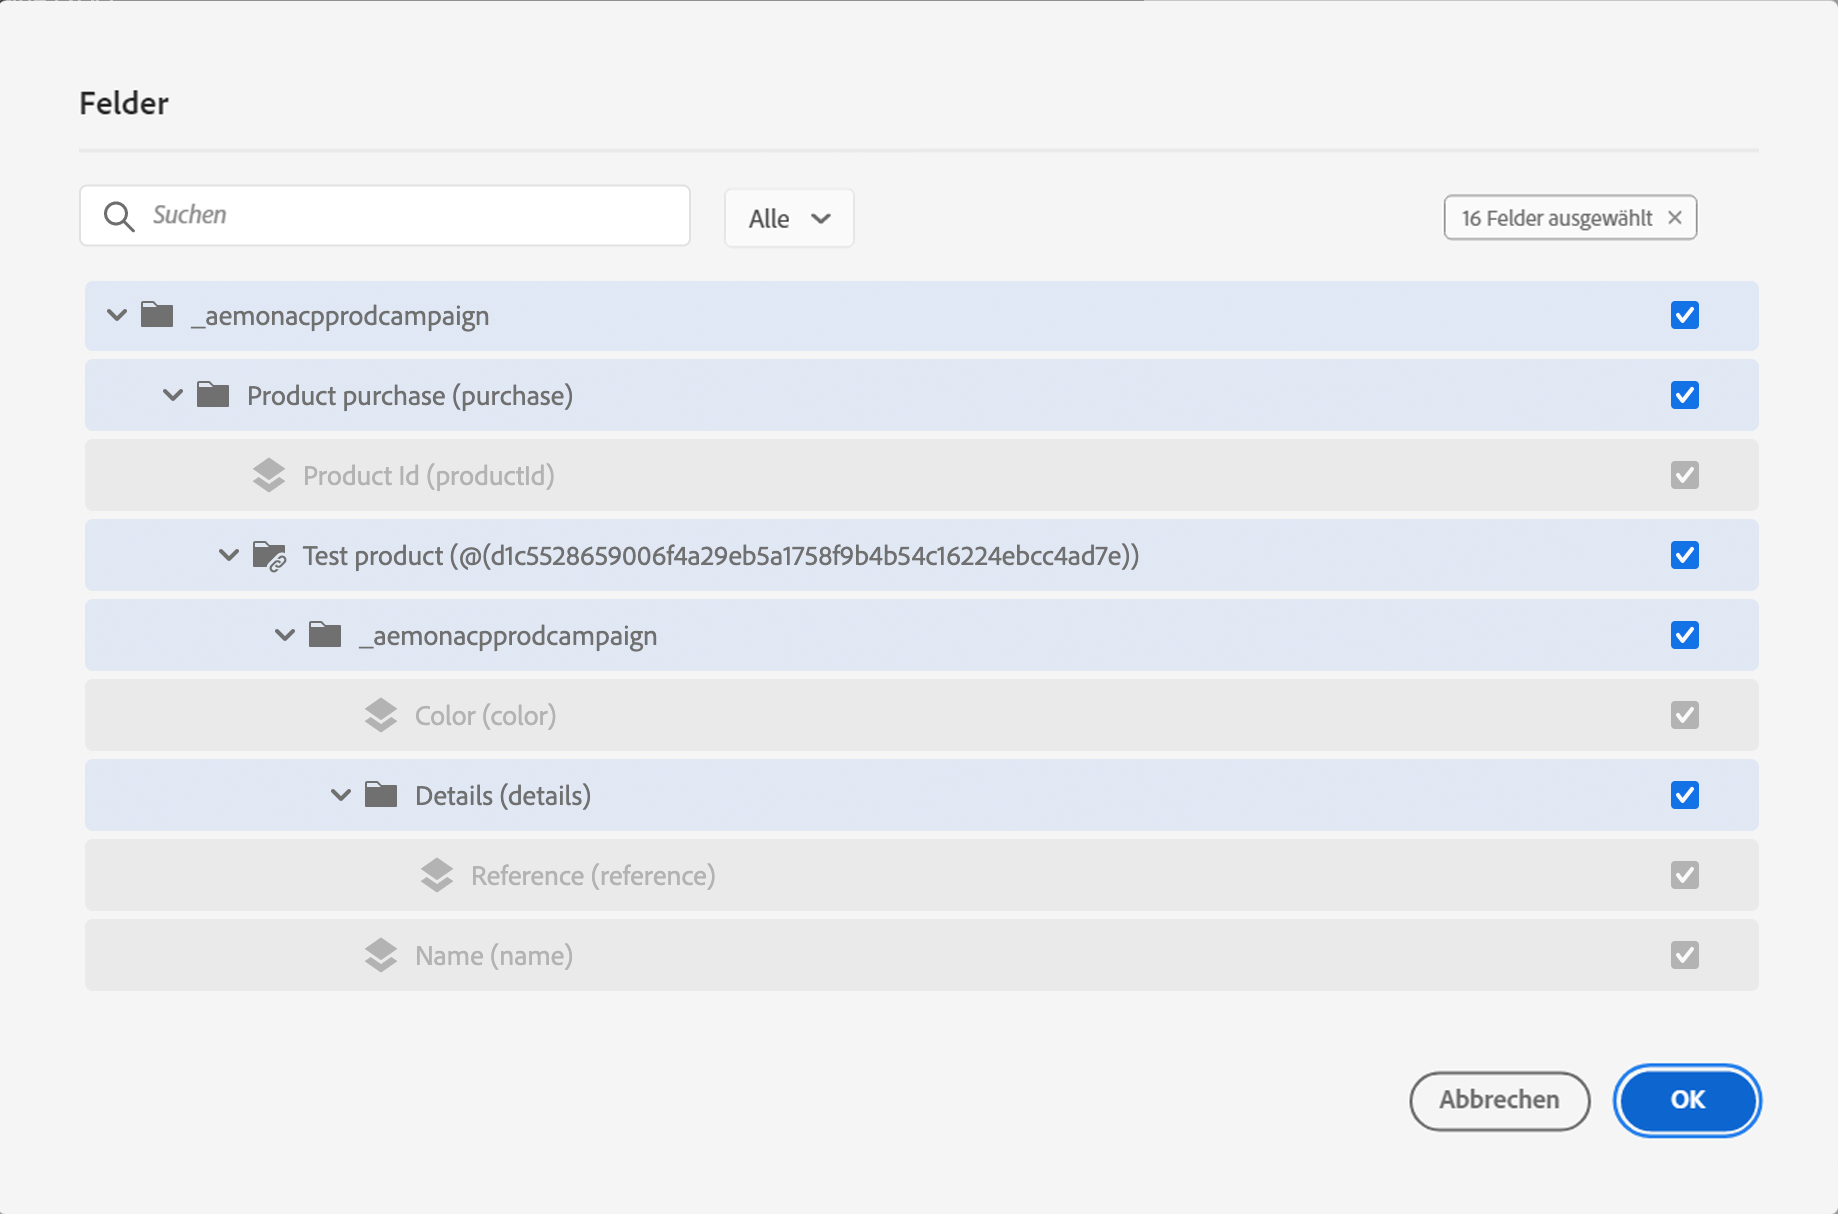 Felder
Suchen
Alle
16 Felder ausgewählt
_aemonacpprodcampaign
Product purchase (purchase)
Product Id (productId)
Test product (@(d1c5528659006f4a29eb5a1758f9b4b54c16224ebcc4ad7e))
_aemonacpprodcampaign
Color (color)
Details (details)
Reference (reference)
Name (name)
Abbrechen
OK